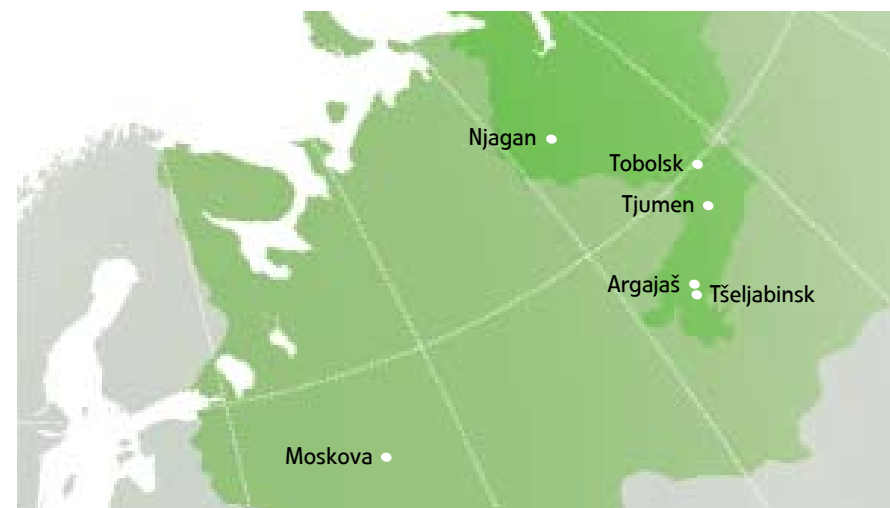 Njagan
Tobolsk
Tjumen
Argajaš
Tšeljabinsk
Moskova